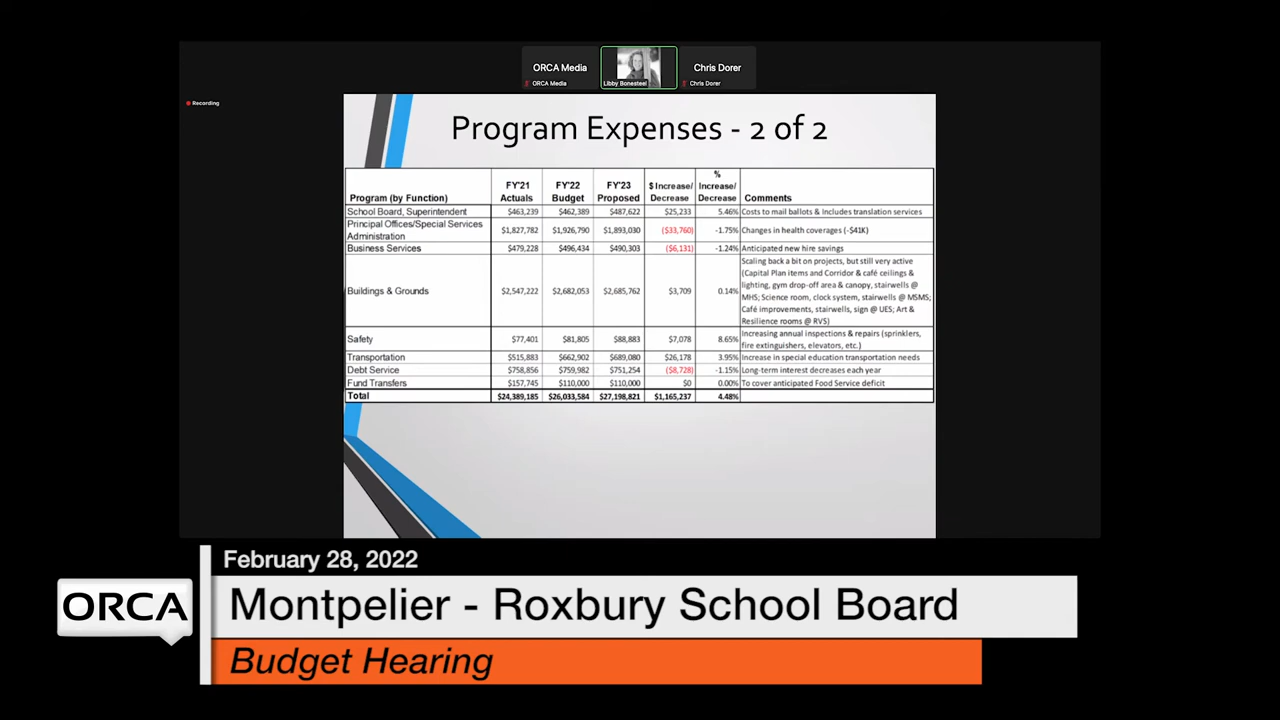 ORCA Media
ORCA Media
Libby Bonesteel
Chris Dorer
Chris Dorer
Recording
Program Expenses - 2 of 2
Program (by Function) FY'21 Actuals FY'22 Budget FY'23 Proposed $ Increase/ Decrease % Increase/ Decrease Comments
School Board, Superintendent $463,239 $462,389 $487,622 $25,233 5.46% Costs to mail ballots & Includes translation services
Principal Offices/Special Services
Administration $1,827,782 $1,926,790 $1,893,030 ($33,760) -1.75% Changes in health coverages (-$41K)
Business Services $479,228 $496,434 $490,303 ($6,131) -1.24% Anticipated new hire savings
Buildings & Grounds $2,547,222 $2,682,053 $2,685,762 $3,709 0.14% Scaling back a bit on projects, but still very active
(Capital Plan items and Corridor & café ceilings &
lighting, gym drop-off area & canopy, stairwells @
MHS; Science room, clock system, stairwells @ MSMS;
Café improvements, stairwells, sign @ UES; Art &
Resilience rooms @ RVS)
Safety $77,401 $81,805 $88,883 $7,078 8.65% Increasing annual inspections & repairs (sprinklers,
fire extinguishers, elevators, etc.)
Transportation $515,883 $662,902 $689,080 $26,178 3.95% Increase in special education transportation needs
Debt Service $758,856 $759,982 $751,254 ($8,728) -1.15% Long-term interest decreases each year
Fund Transfers $157,745 $110,000 $110,000 $0 0.00% To cover anticipated Food Service deficit
Total $24,389,185 $26,033,584 $27,198,821 $1,165,237 4.48%
February 28, 2022
ORCA
Montpelier - Roxbury School Board
Budget Hearing